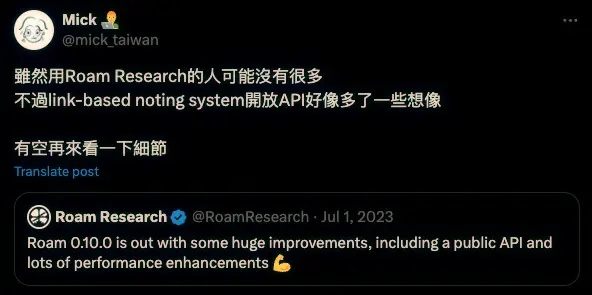 Mick 👨‍💻
@mick_taiwan
雖然用Roam Research的人可能沒有很多
不過link-based noting system開放API好像多了一些想像
有空再來看一下細節
Translate post
Roam Research @RoamResearch · Jul 1, 2023
Roam 0.10.0 is out with some huge improvements, including a public API and
lots of performance enhancements 💪